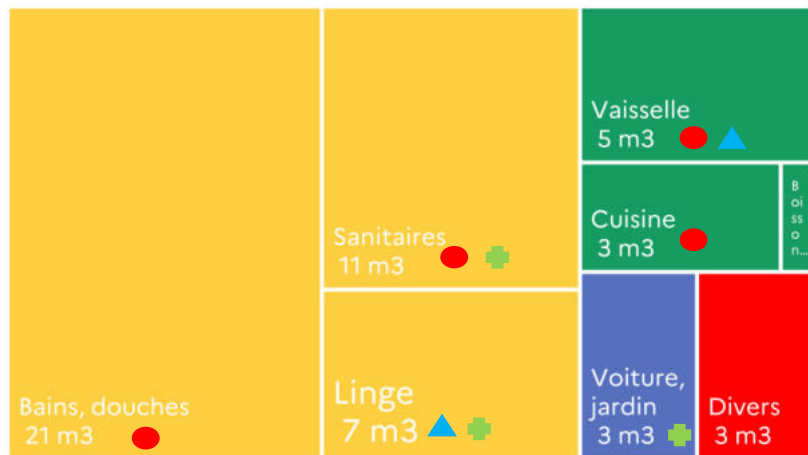 Bains, douches
21 m3
Sanitaires
11 m3
Linge
7 m3
Vaisselle
5 m3
Cuisine
3 m3
B
oi
ss
o
n...
Voiture,
jardin
3 m3
Divers
3 m3